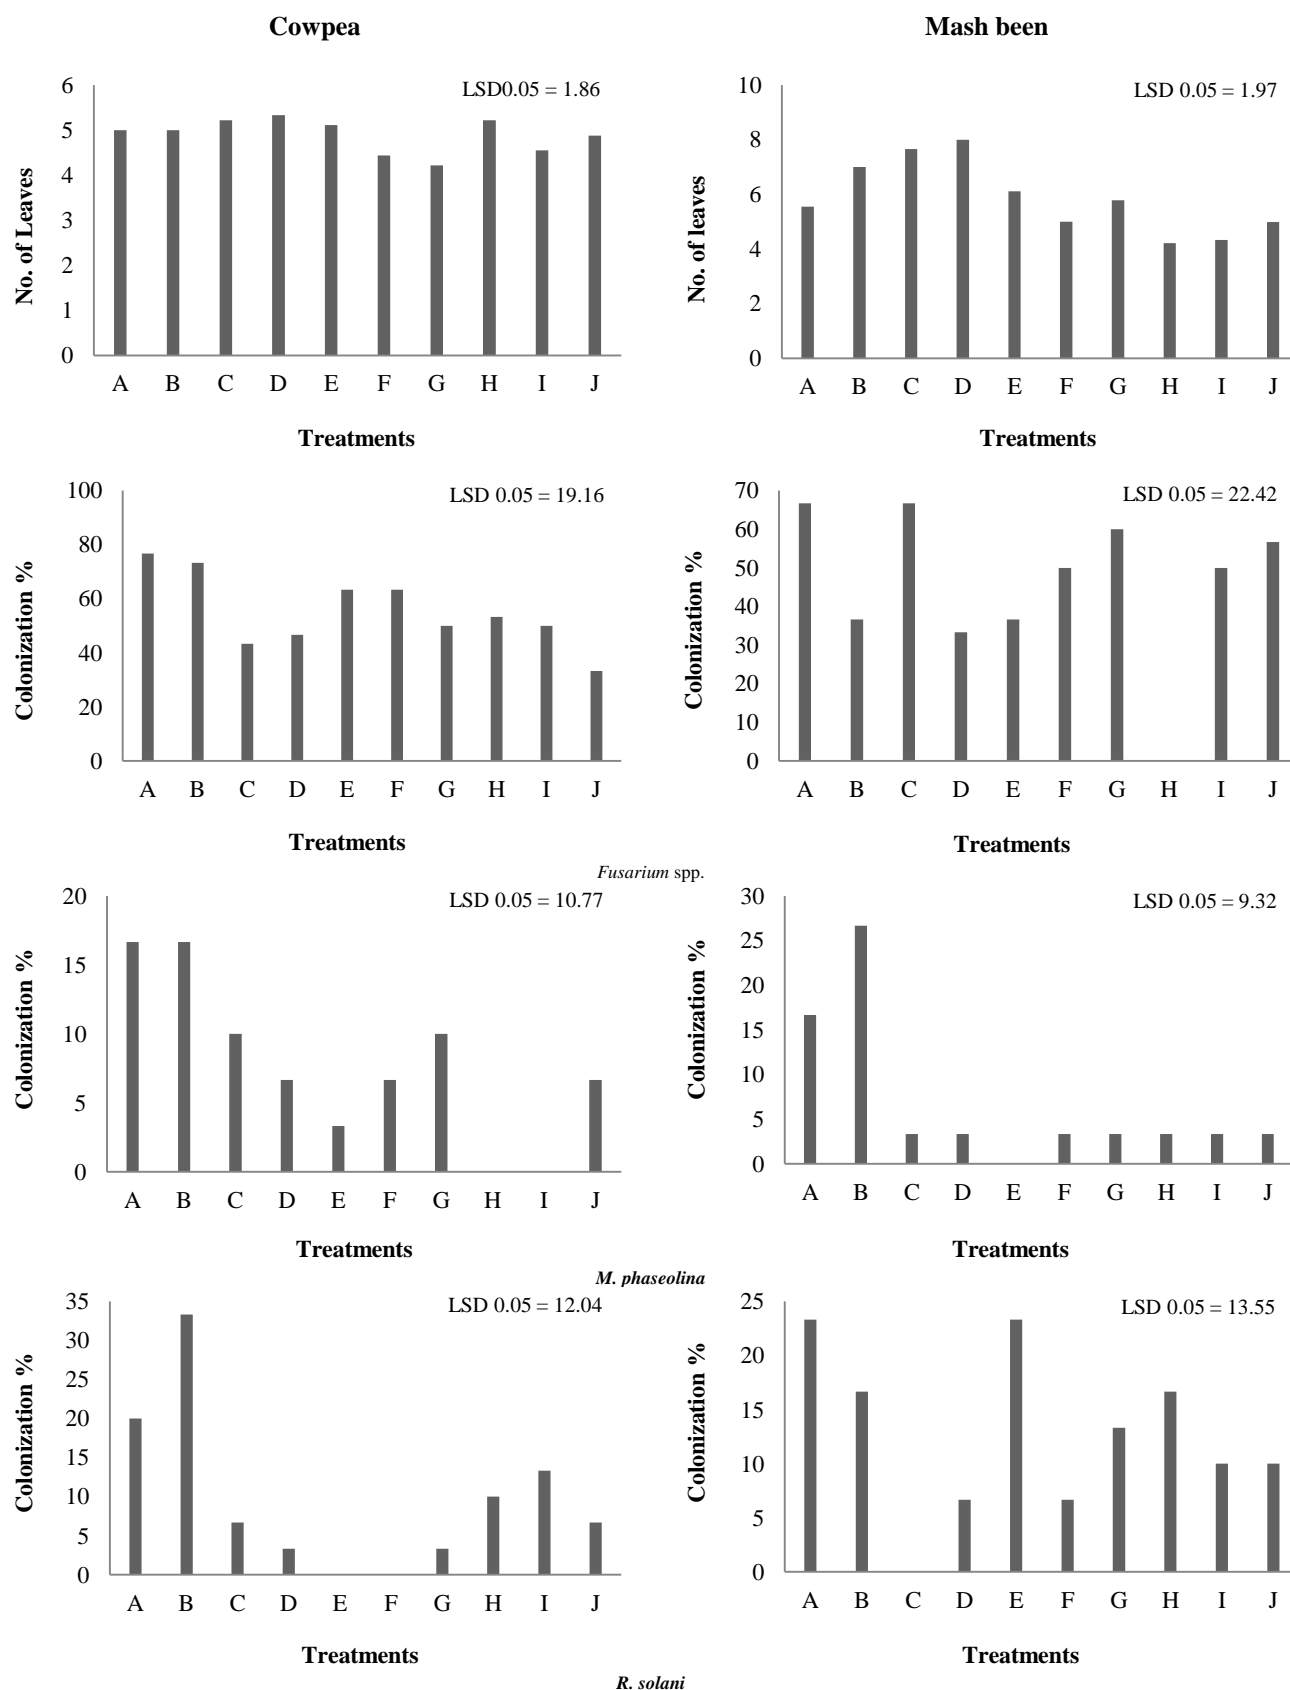 Cowpea
Mash been
LSD0.05 = 1.86
6
5
4
3
2
1
0
No. of Leaves
A B C D E F G H I J
Treatments
LSD 0.05 = 1.97
10
8
6
4
2
0
No. of leaves
A B C D E F G H I J
Treatments
LSD 0.05 = 19.16
100
80
60
40
20
0
Colonization %
A B C D E F G H I J
Treatments
LSD 0.05 = 22.42
70
60
50
40
30
20
10
0
Colonization %
A B C D E F G H I J
Treatments
Fusarium spp.
LSD 0.05 = 10.77
20
15
10
5
0
Colonization %
A B C D E F G H I J
Treatments
LSD 0.05 = 9.32
30
25
20
15
10
5
0
Colonization %
A B C D E F G H I J
Treatments
M. phaseolina
LSD 0.05 = 12.04
35
30
25
20
15
10
5
0
Colonization %
A B C D E F G H I J
Treatments
LSD 0.05 = 13.55
25
20
15
10
5
0
Colonization %
A B C D E F G H I J
Treatments
R. solani